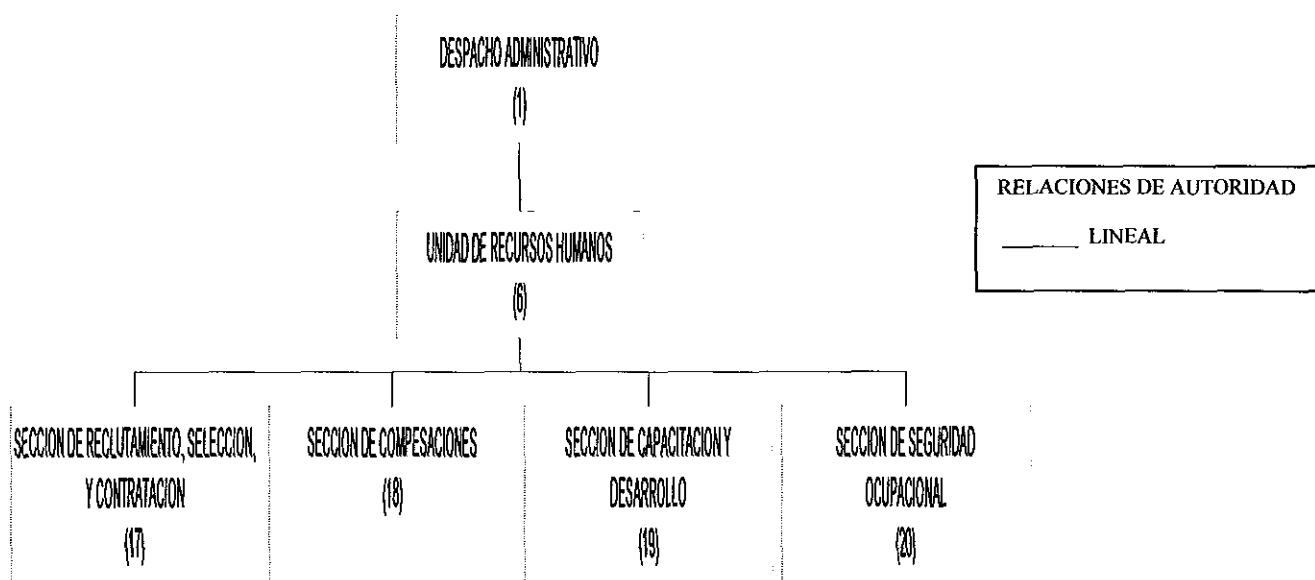 DESPACHO ADMINISTRATIVO
(1)
UNIDAD DE RECURSOS HUMANOS
(6)
RELACIONES DE AUTORIDAD
LINEAL
SECCION DE RECLUTAMIENTO, SELECCION,
Y CONTRATACION
(17)
SECCION DE COMPESACIONES
(18)
SECCION DE CAPACITACION Y
DESARROLLO
(19)
SECCION DE SEGURIDAD
OCUPACIONAL
(20)